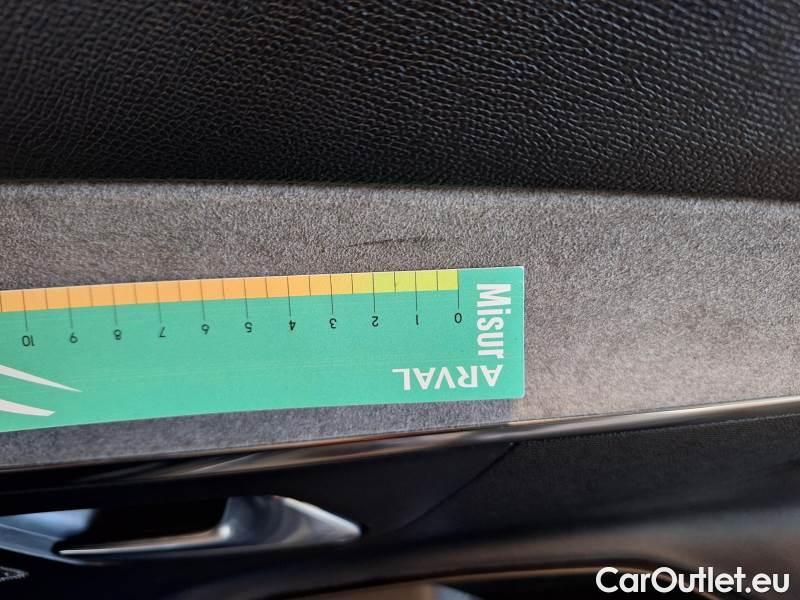 10 9 8 7 6 5 4 3 2 1 0
Misur
ARVAL
CarOutlet.eu